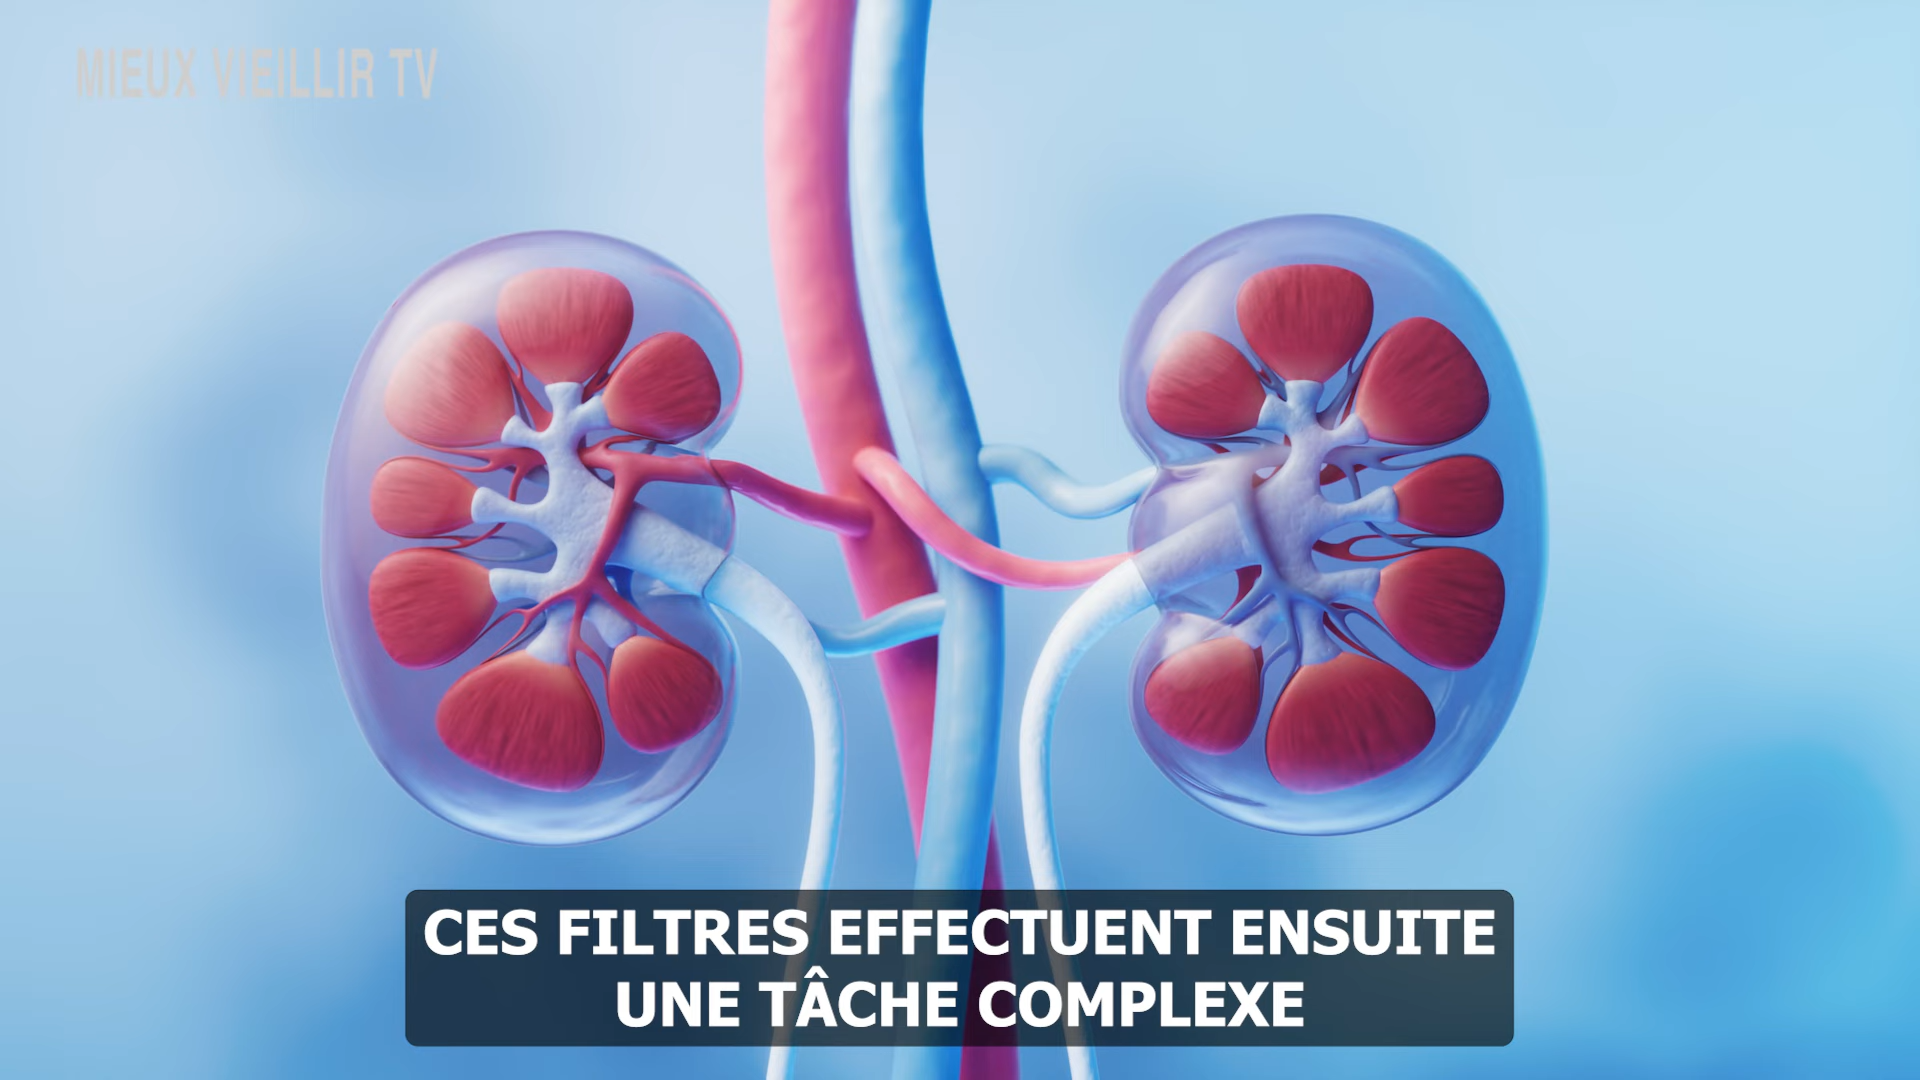 MIEUX VIEILLIR TV
CES FILTRES EFFECTUENT ENSUITE
UNE TÂCHE COMPLEXE